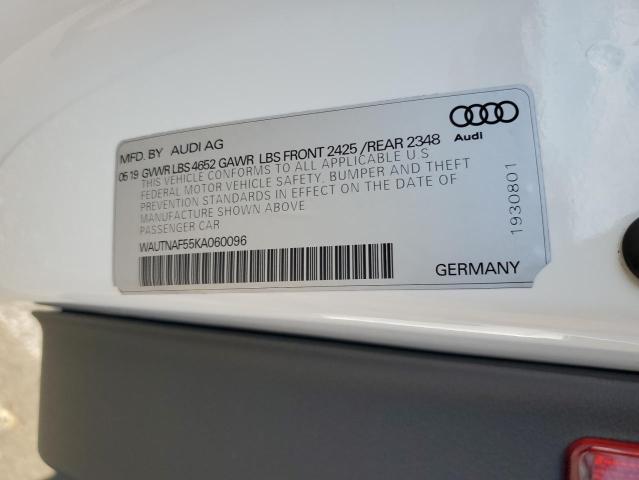 MFD. BY AUDI AG
05 19 GVWR LBS 4652 GAWR LBS FRONT 2425 /REAR 2348
Audi
THIS VEHICLE CONFORMS TO ALL APPLICABLE U S
FEDERAL MOTOR VEHICLE SAFETY, BUMPER AND THEFT
PREVENTION STANDARDS IN EFFECT ON THE DATE OF
MANUFACTURE SHOWN ABOVE
PASSENGER CAR
WAUTNAF55KA060096
GERMANY
1930801